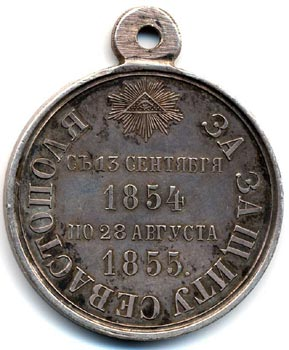 ЗА ЗАЩИТУ СЕВАСТОПОЛЯ
СЪ 13 СЕНТЯБРЯ
1854
ПО 28 АВГУСТА
1855.